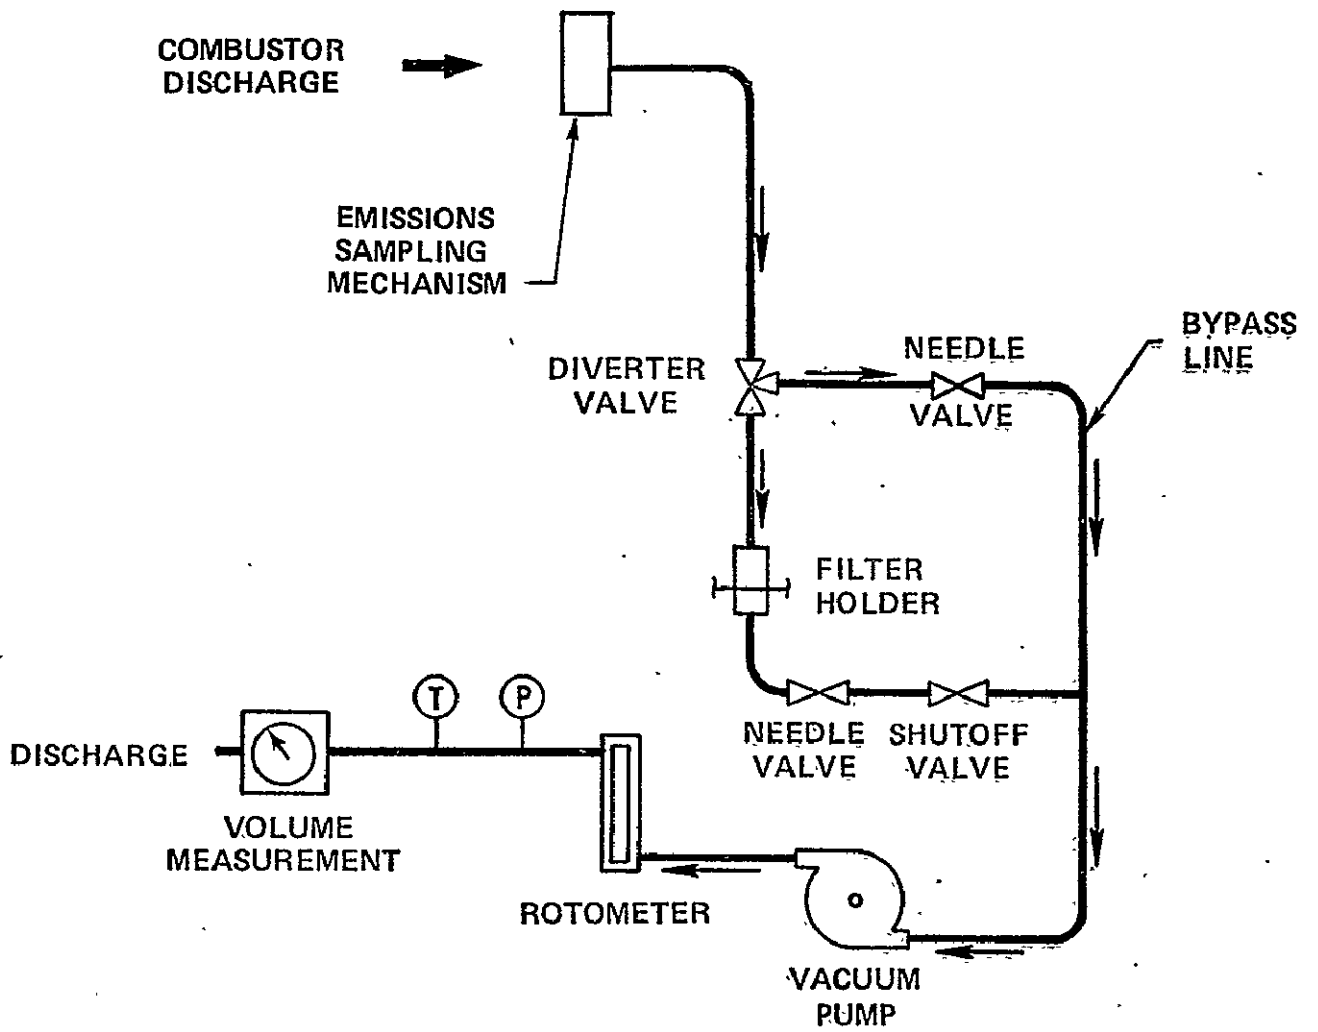 COMBUSTOR
DISCHARGE
EMISSIONS
SAMPLING
MECHANISM
BYPASS
LINE
NEEDLE
VALVE
DIVERTER
VALVE
FILTER
HOLDER
T
P
NEEDLE
VALVE
SHUTOFF
VALVE
DISCHARGE
VOLUME
MEASUREMENT
ROTOMETER
VACUUM
PUMP